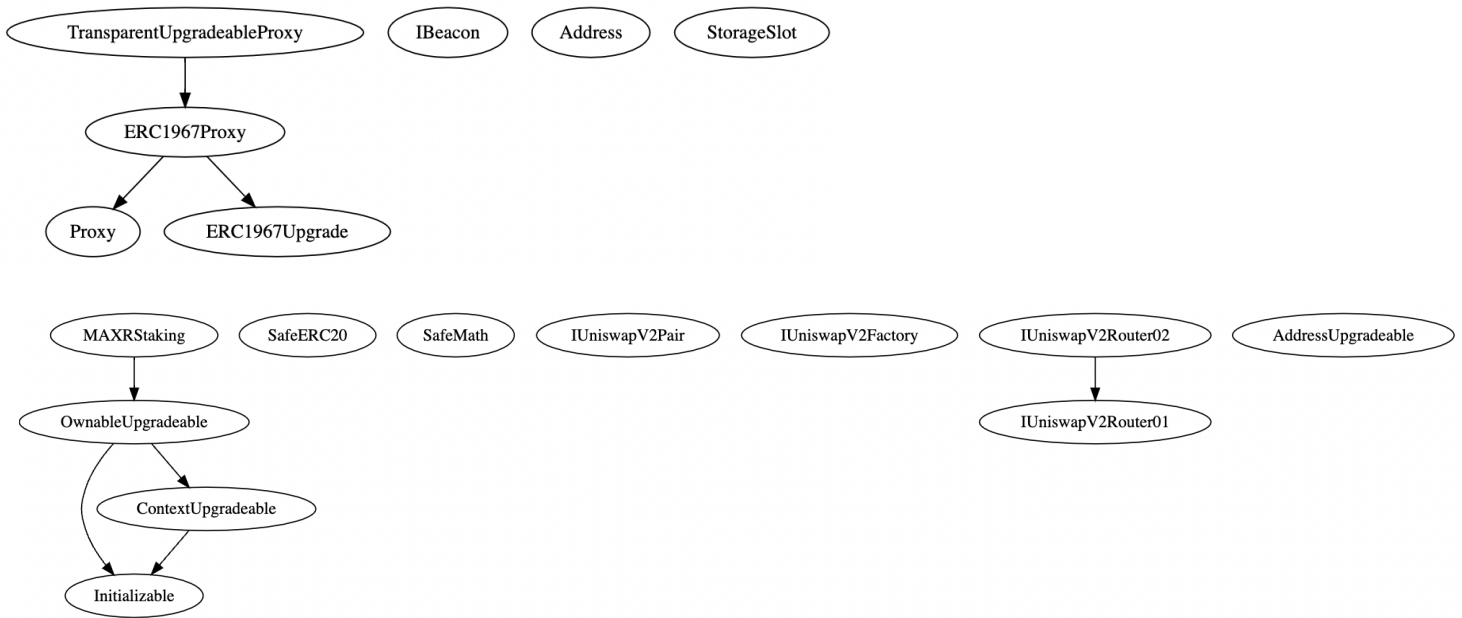 TransparentUpgradeableProxy
IBeacon
Address
StorageSlot
ERC1967Proxy
Proxy
ERC1967Upgrade
MAXRStaking
SafeERC20
SafeMath
IUniswapV2Pair
IUniswapV2Factory
IUniswapV2Router02
AddressUpgradeable
OwnableUpgradeable
IUniswapV2Router01
ContextUpgradeable
Initializable